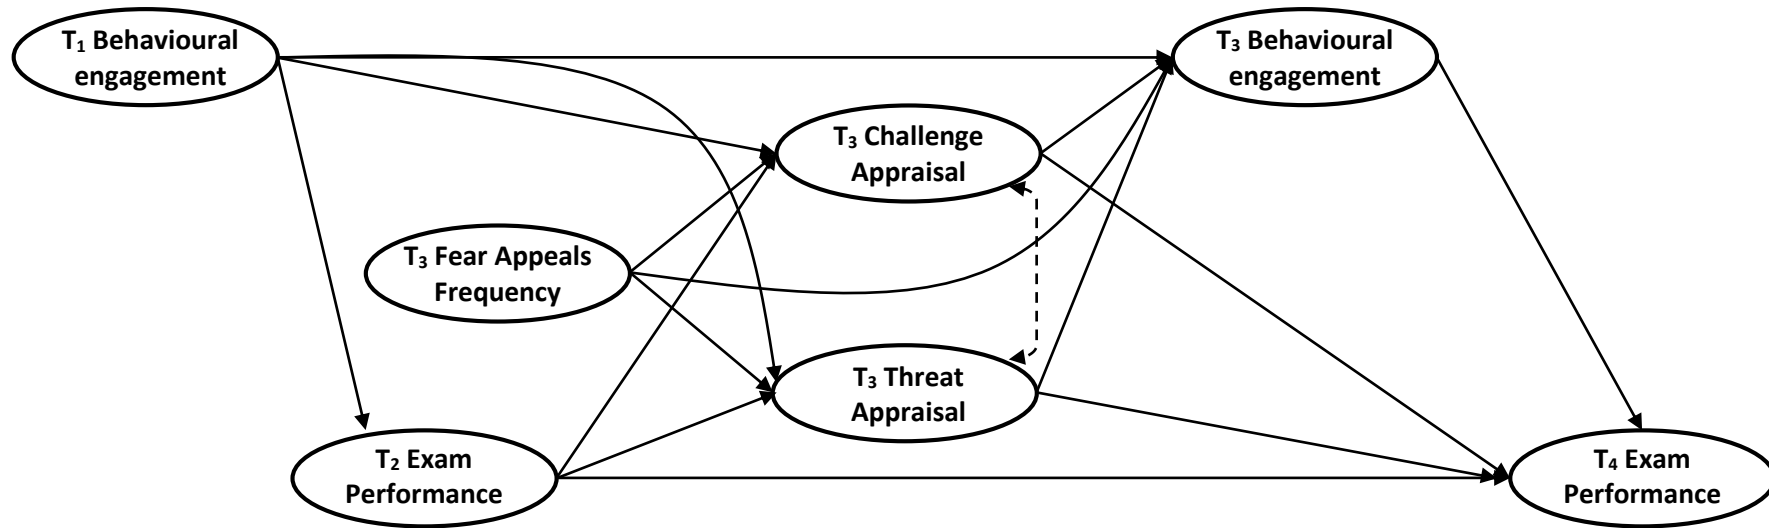 T₁ Behavioural
engagement
T₃ Behavioural
engagement
T₃ Challenge
Appraisal
T₃ Fear Appeals
Frequency
T₃ Threat
Appraisal
T₂ Exam
Performance
T₄ Exam
Performance